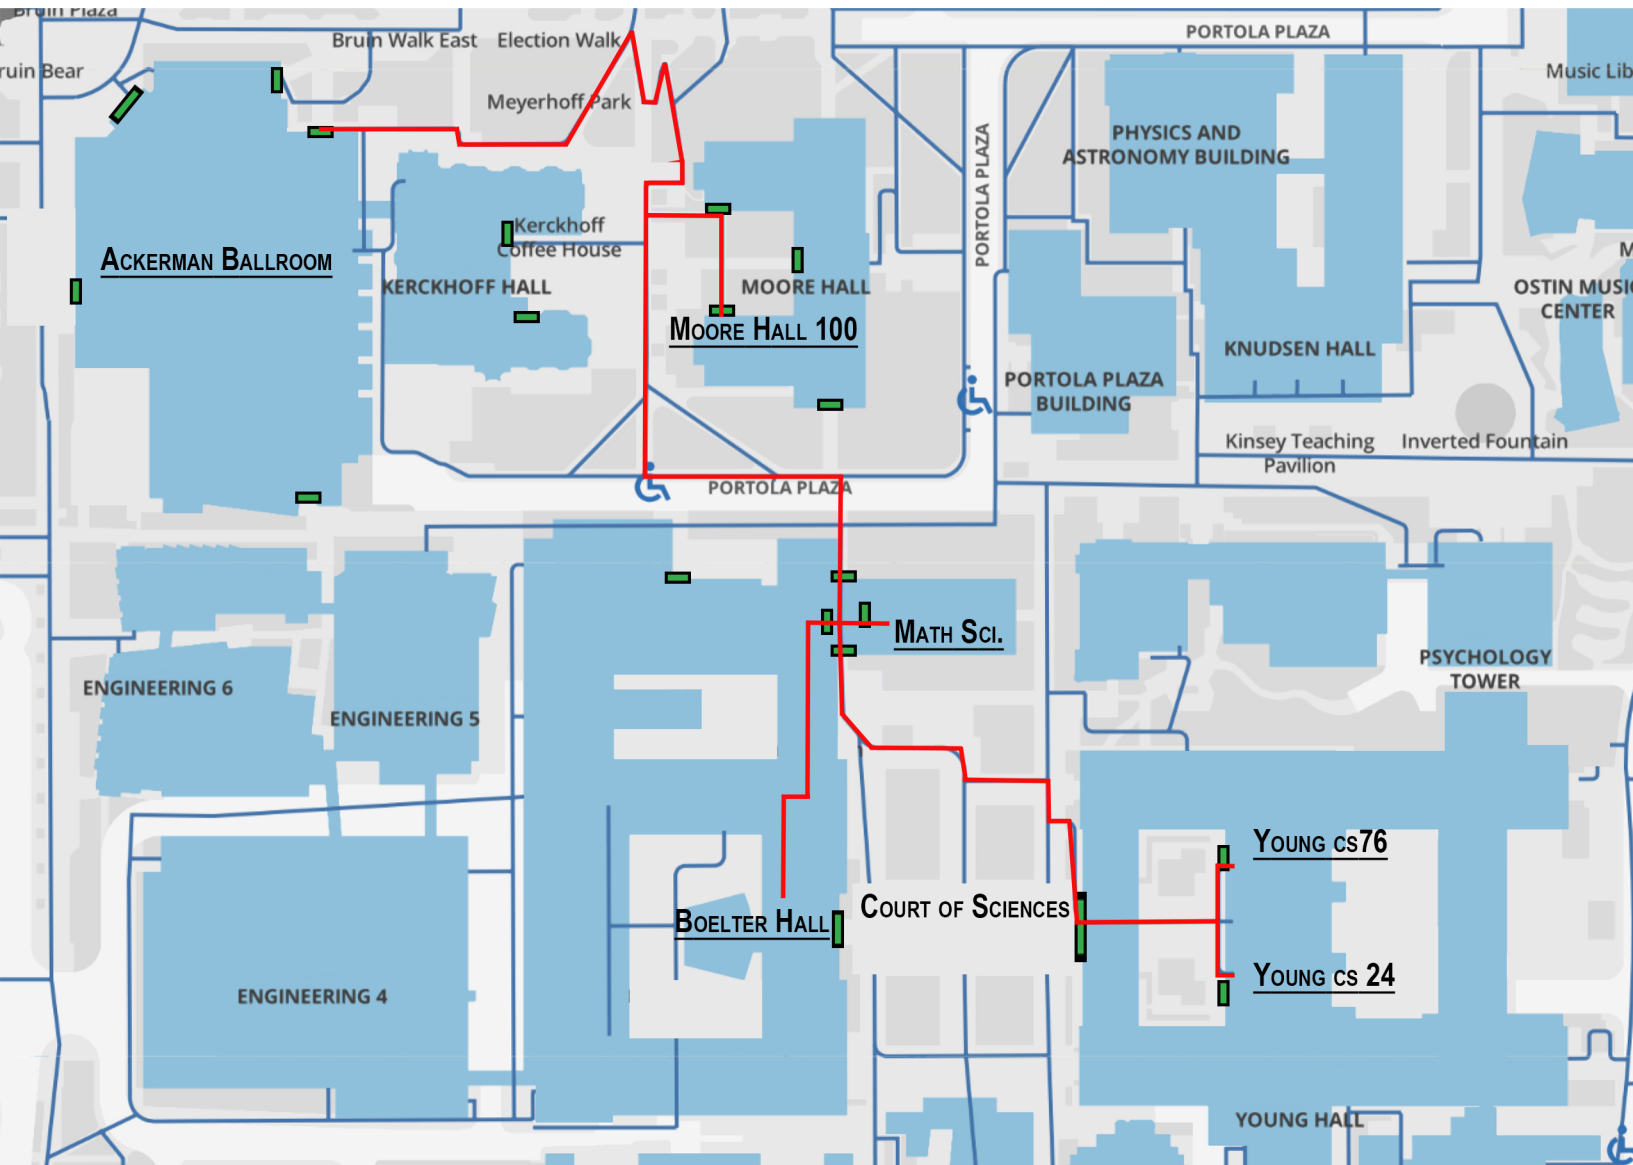 Bruin Plaza
Bruin Walk East
Election Walk
PORTOLA PLAZA
ruin Bear
Music Lib
Meyerhoff Park
PHYSICS AND
ASTRONOMY BUILDING
PORTOLA PLAZA
Kerckhoff
Coffee House
ACKERMAN BALLROOM
KERCKHOFF HALL
MOORE HALL
M
OSTIN MUSIC
CENTER
MOORE HALL 100
KNUDSEN HALL
PORTOLA PLAZA
BUILDING
Kinsey Teaching
Pavilion
Inverted Fountain
PORTOLA PLAZA
MATH SCI.
PSYCHOLOGY
TOWER
ENGINEERING 6
ENGINEERING 5
YOUNG CS76
BOELTER HALL
COURT OF SCIENCES
YOUNG CS 24
ENGINEERING 4
YOUNG HALL